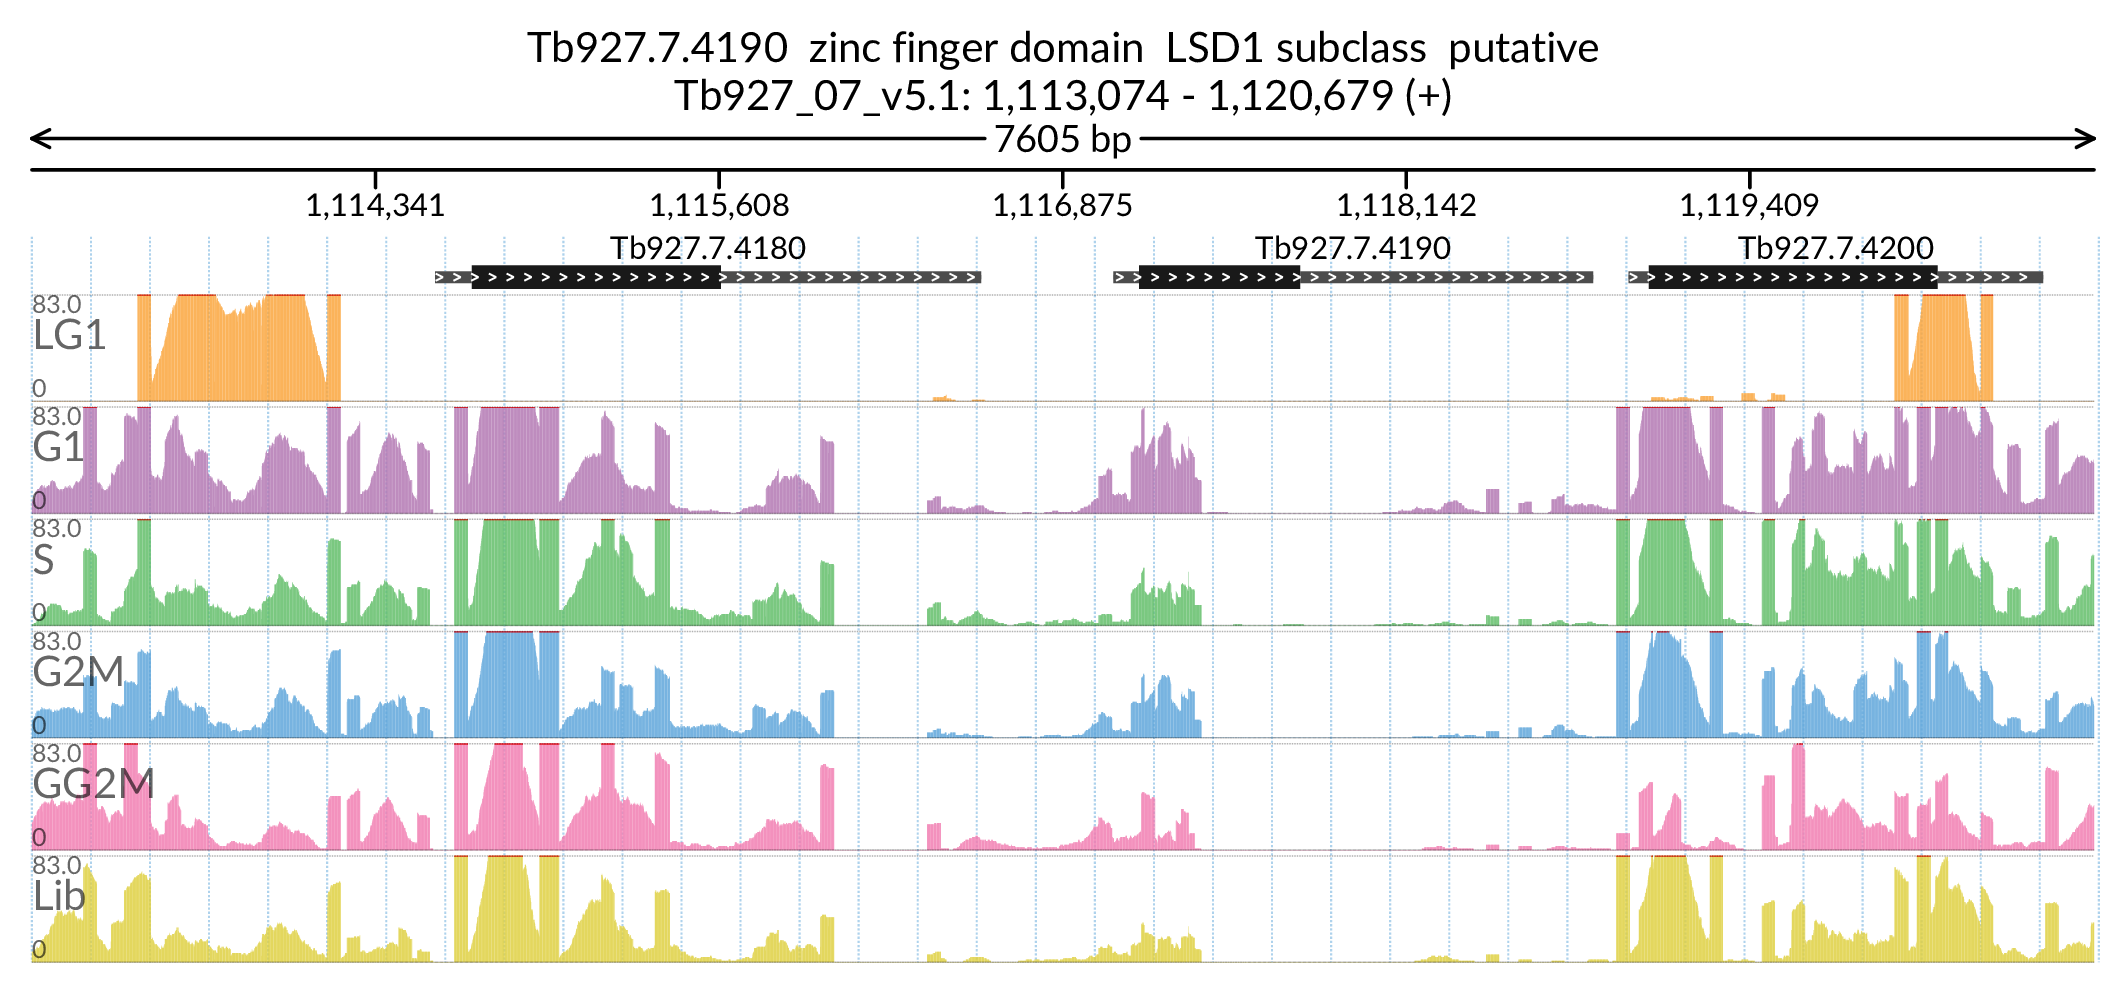 Tb927.7.4190 zinc finger domain LSD1 subclass putative
Tb927_07_v5.1: 1,113,074 - 1,120,679 (+)
7605 bp
1,114,341 1,115,608 1,116,875 1,118,142 1,119,409
Tb927.7.4180 Tb927.7.4190 Tb927.7.4200
83.0
LG1
0
83.0
G1
0
83.0
S
0
83.0
G2M
0
83.0
GG2M
0
83.0
Lib
0